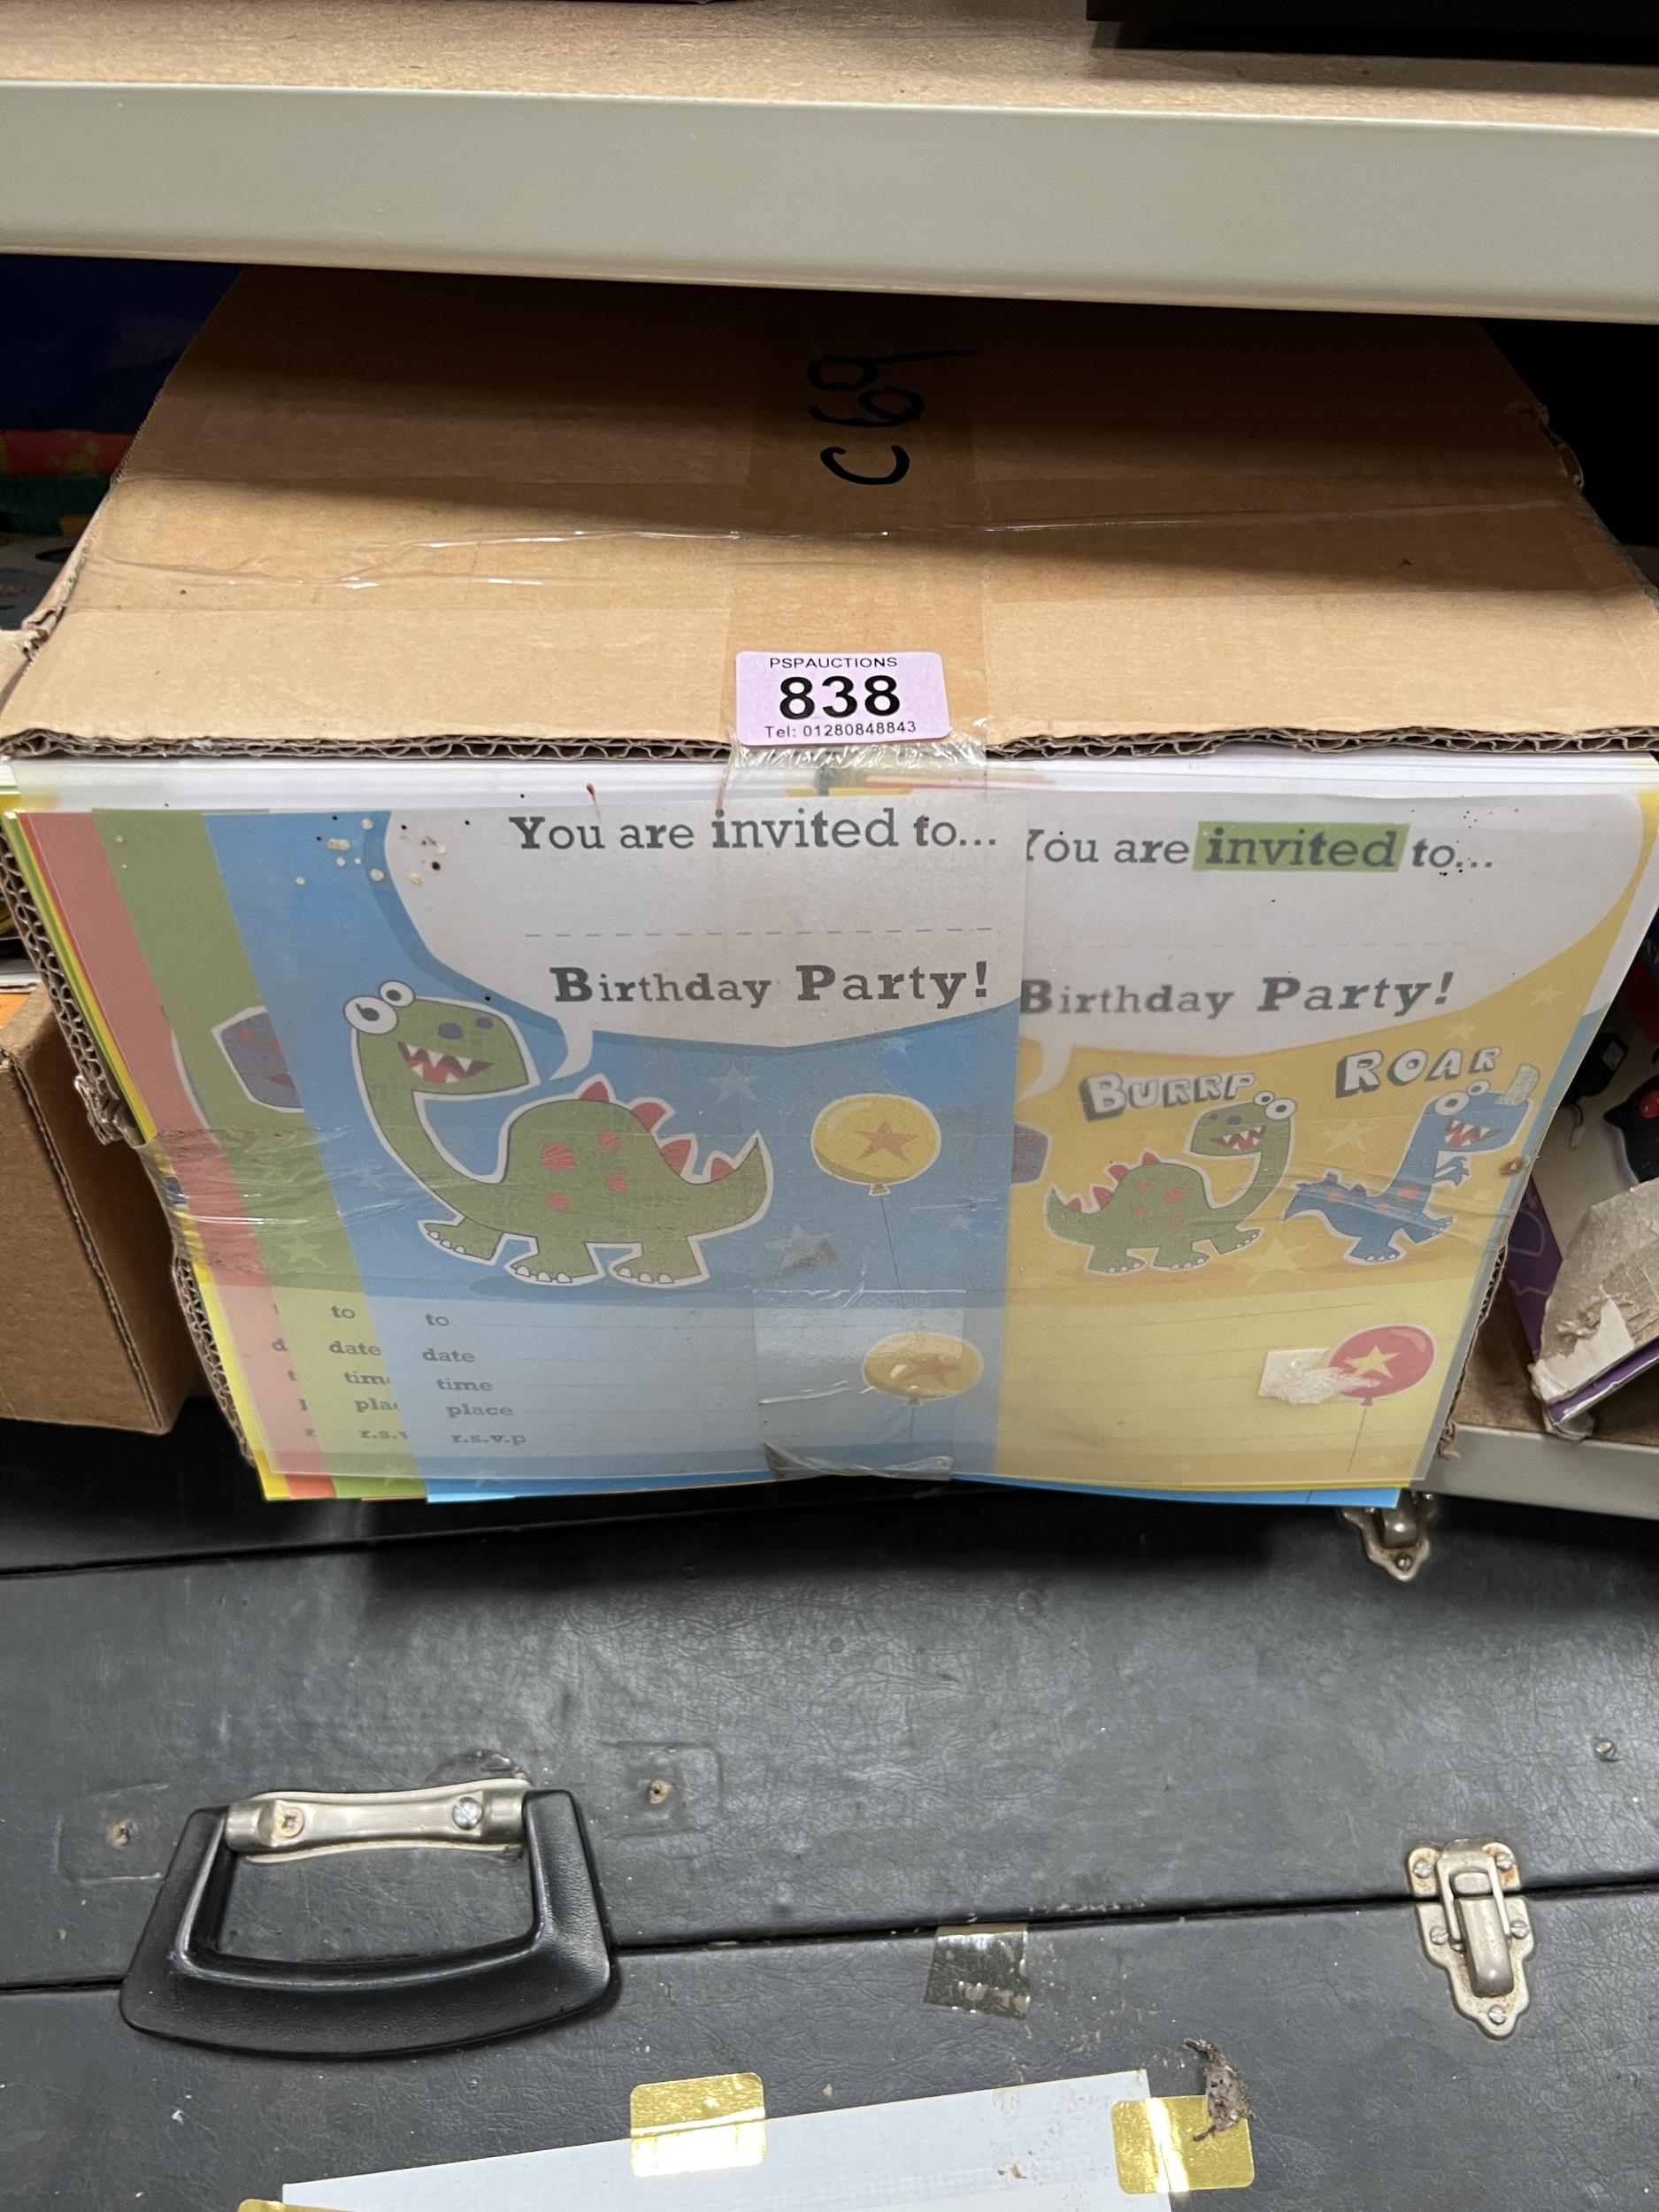 C69
PSPAUCTIONS
838
Tel: 01280848843
You are invited to...
Birthday Party!
to
date
time
place
r.s.v.p
to
date
You are invited to...
Birthday Party!
BURRP
ROAR